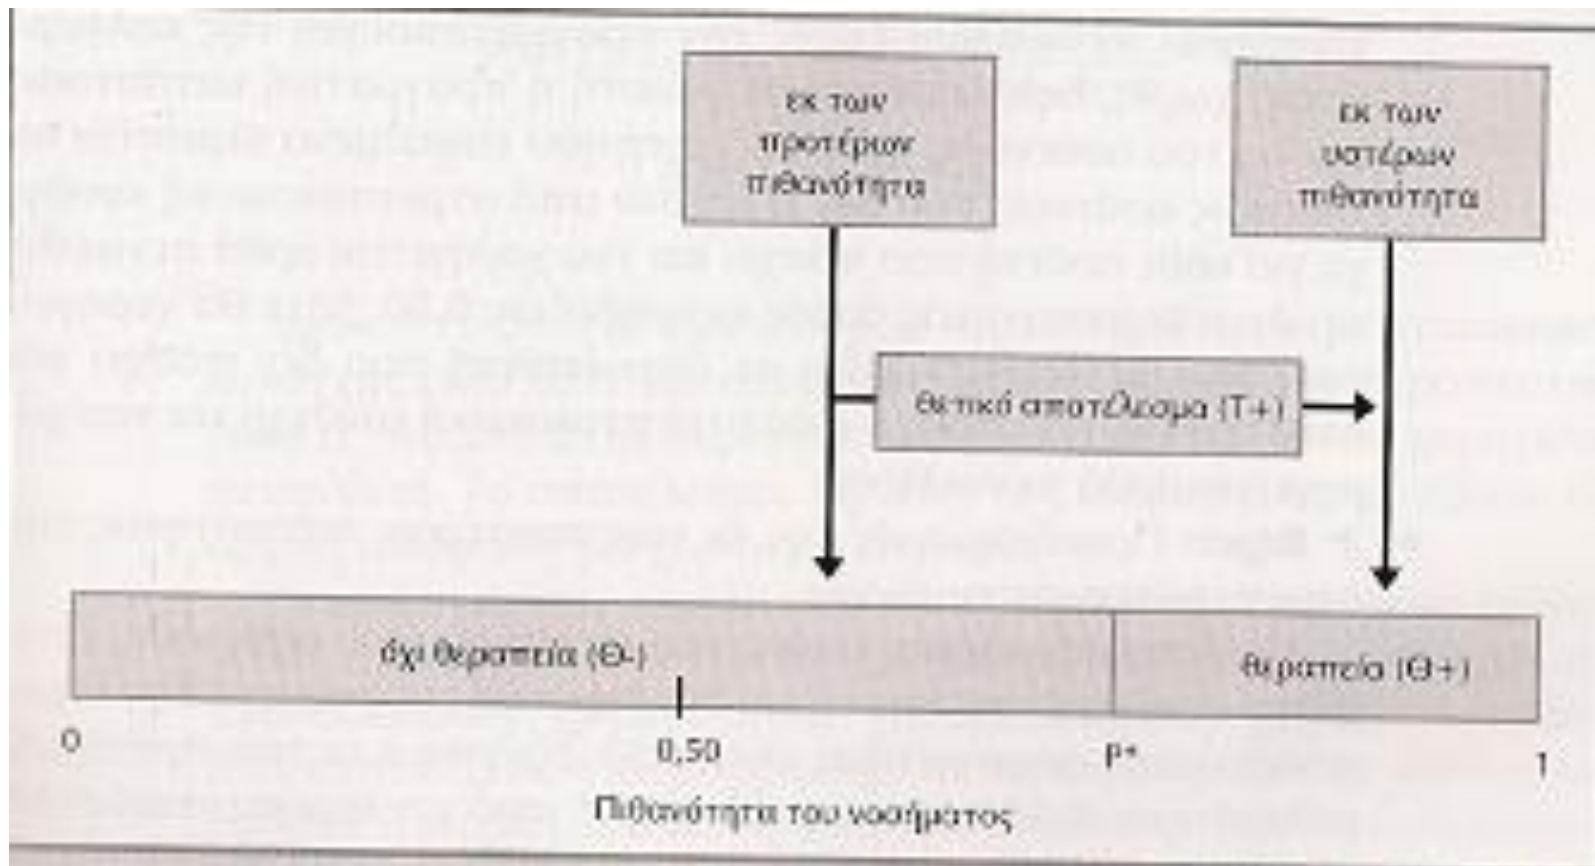 εκ των
προτέρων
πιθανότητα
εκ των
υστέρων
πιθανότητα
θετικό αποτέλεσμα (Τ+)
όχι θεραπεία (Θ-)
θεραπεία (Θ+)
0
0,50
P*
1
Πιθανότητα του νοσήματος